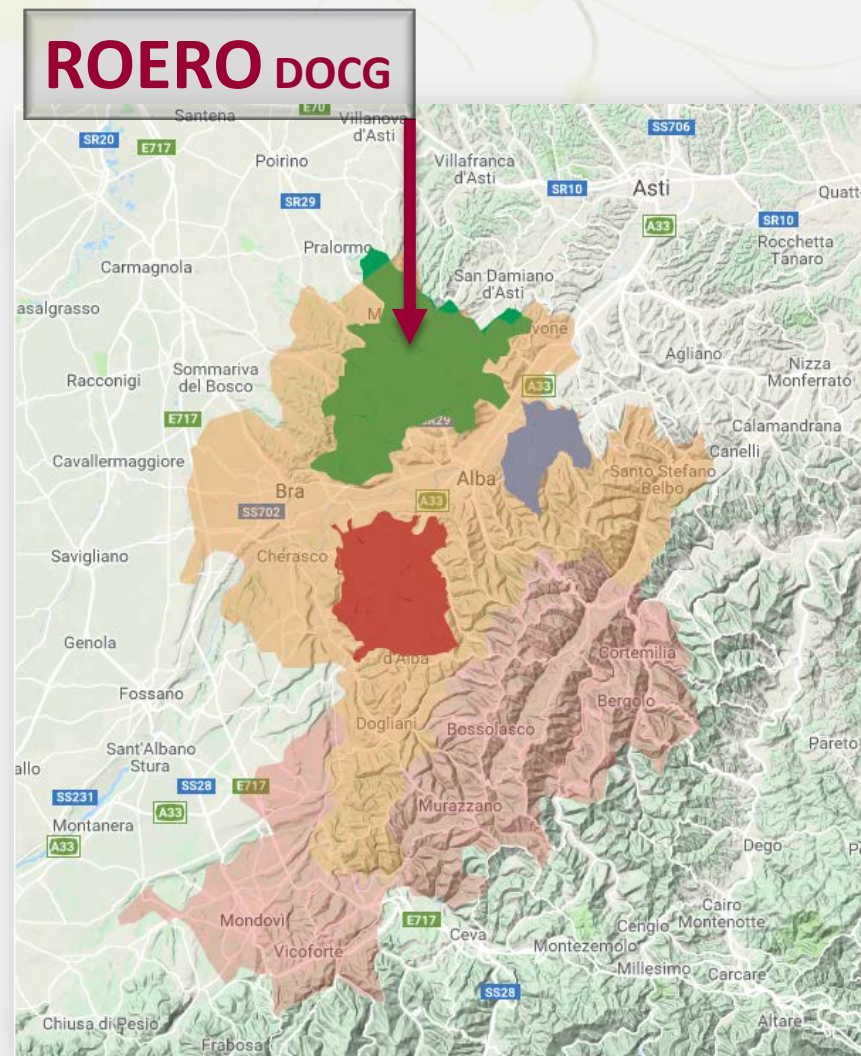 ROERO DOCG
Santena
E70
Villanova
d'Asti
SR20
E717
SS706
Poirino
Villafranca
d'Asti
SR10
Asti
SR29
Quatt
A33
SR10
Pralormo
Rocchetta
Tanaro
Carmagnola
San Damiano
d'Asti
asalgrasso
M
vone
Agliano
Nizza
Monferrato
Racconigi
Sommariva
del Bosco
A33
E717
Calamandrana
Canelli
Cavallermaggiore
Alba
Santo Stefano
Belbo
Bra
A33
SS702
Savigliano
Cherasco
Genola
d'Alba
Cortemilia
Fossano
Bergolo
Dogliani
Bossolasco
Sant'Albano
Stura
Pareto
allo
SS28
E717
SS231
A33
Murazzano
Montanera
A33
Dego
Cairo
Montenotte
Mondovì
E717
Ceva
Cengio
Vicoforte
Montezemolo
Millesimo
Carcare
SS28
Chiusa di Pesio
Altare
Frabosa